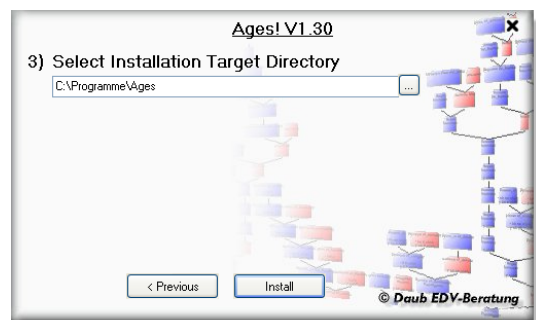 Ages! V1.30
3) Select Installation Target Directory
C:\Programme\Ages
...
< Previous
Install
© Daub EDV-Beratung